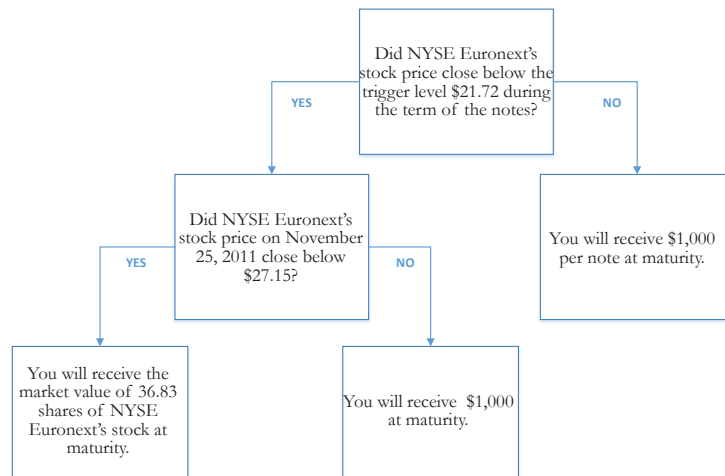 Did NYSE Euronext's
stock price close below the
trigger level $21.72 during
the term of the notes?
YES
NO
Did NYSE Euronext's
stock price on November
25, 2011 close below
$27.15?
You will receive $1,000
per note at maturity.
YES
NO
You will receive the
market value of 36.83
shares of NYSE
Euronext's stock at
maturity.
You will receive $1,000
at maturity.